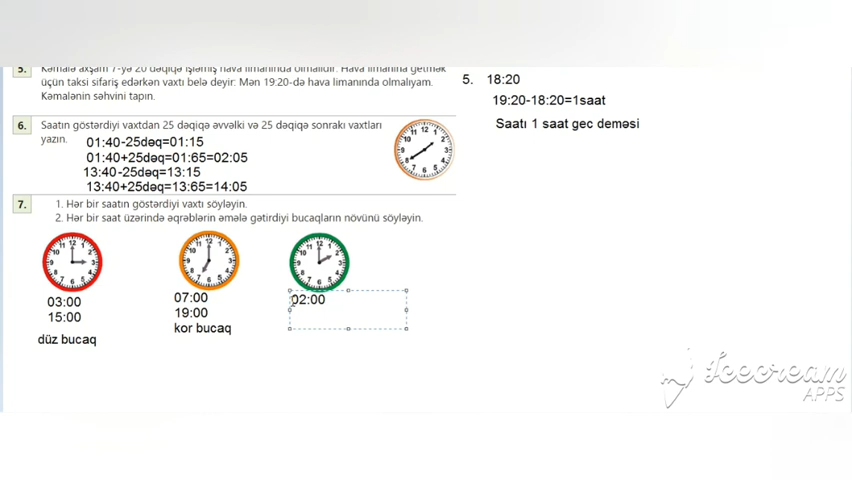 5. Kəmalə axşam 7-yə 20 dəqiqə işləmiş hava limanında olmalıdır. Hava limanına getmək
üçün taksi sifariş edərkən vaxtı belə deyir: Mən 19:20-də hava limanında olmalıyam.
Kəmalənin səhvini tapın.
5. 18:20
19:20-18:20=1saat
Saatı 1 saat gec deməsi
6. Saatın göstərdiyi vaxtdan 25 dəqiqə əvvəlki və 25 dəqiqə sonrakı vaxtları
yazın.
01:40-25dəq=01:15
01:40+25dəq=01:65=02:05
13:40-25dəq=13:15
13:40+25dəq=13:65=14:05
7. 1. Hər bir saatın göstərdiyi vaxtı söyləyin.
2. Hər bir saat üzərində əqrəblərin əmələ gətirdiyi bucaqların növünü söyləyin.
03:00
15:00
düz bucaq
07:00
19:00
kor bucaq
02:00
Icecream
APPS